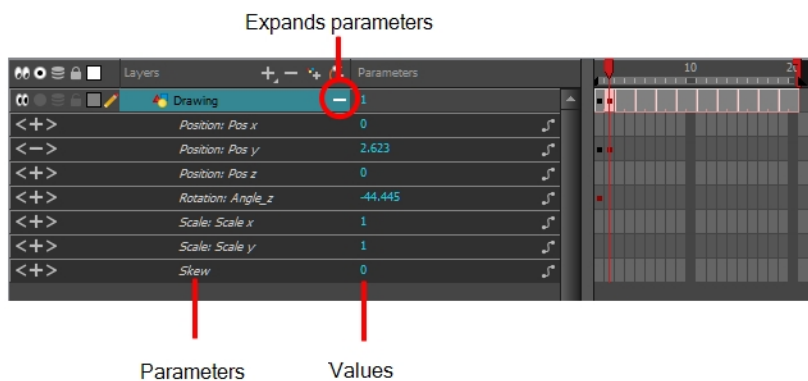 Expands parameters
Layers Parameters 10 2
Drawing 1
<+> Position: Pos x 0
<-> Position: Pos y 2.623
<+> Position: Pos z 0
<+> Rotation: Angle_z -44.445
<+> Scale: Scale x 1
<+> Scale: Scale y 1
<+> Skew 0
Parameters Values